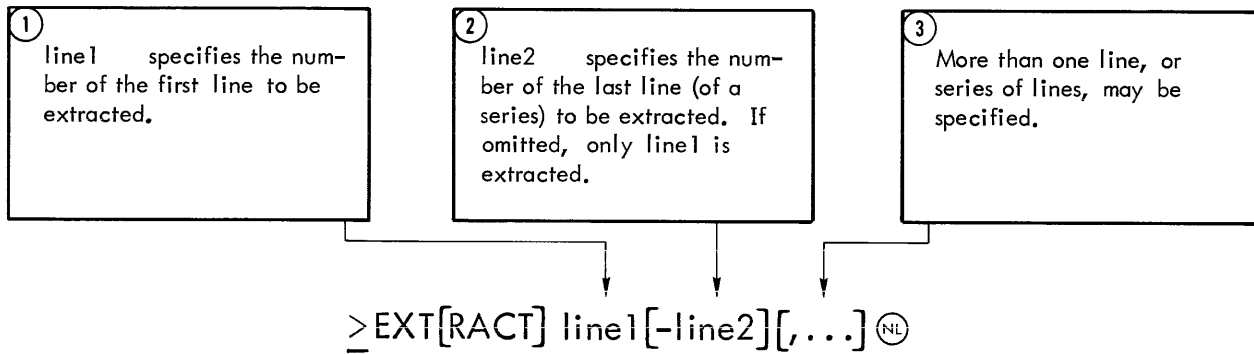 1
line1 specifies the num-
ber of the first line to be
extracted.
2
line2 specifies the num-
ber of the last line (of a
series) to be extracted. If
omitted, only line1 is
extracted.
3
More than one line, or
series of lines, may be
specified.
>EXT[RACT] line1[-line2][,...] NL